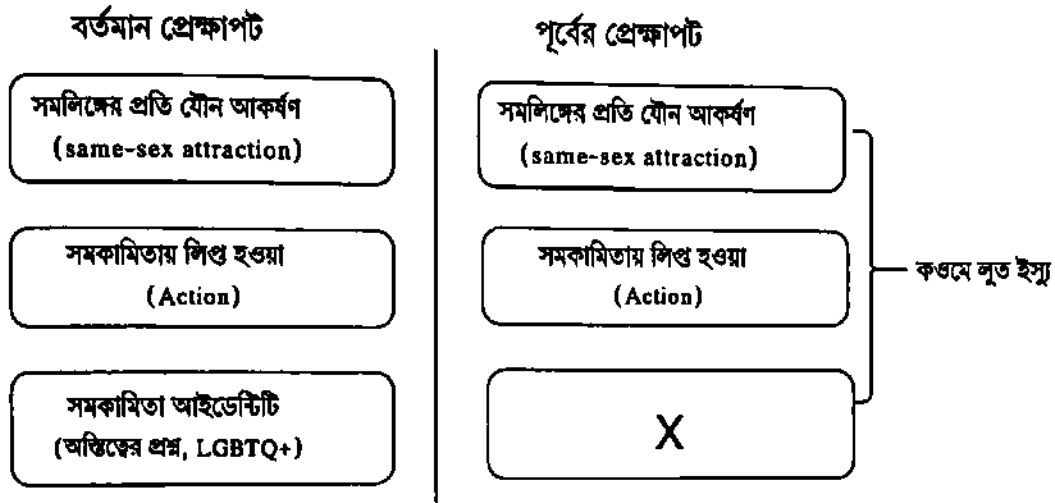 বর্তমান প্রেক্ষাপট
সমলিঙ্গের প্রতি যৌন আকর্ষণ
(same-sex attraction)
সমকামিতায় লিপ্ত হওয়া
(Action)
সমকামিতা আইডেন্টিটি
(অস্তিত্বের প্রশ্ন, LGBTQ+)
পূর্বের প্রেক্ষাপট
সমলিঙ্গের প্রতি যৌন আকর্ষণ
(same-sex attraction)
সমকামিতায় লিপ্ত হওয়া
(Action)
X
কওমে লুত ইস্যু